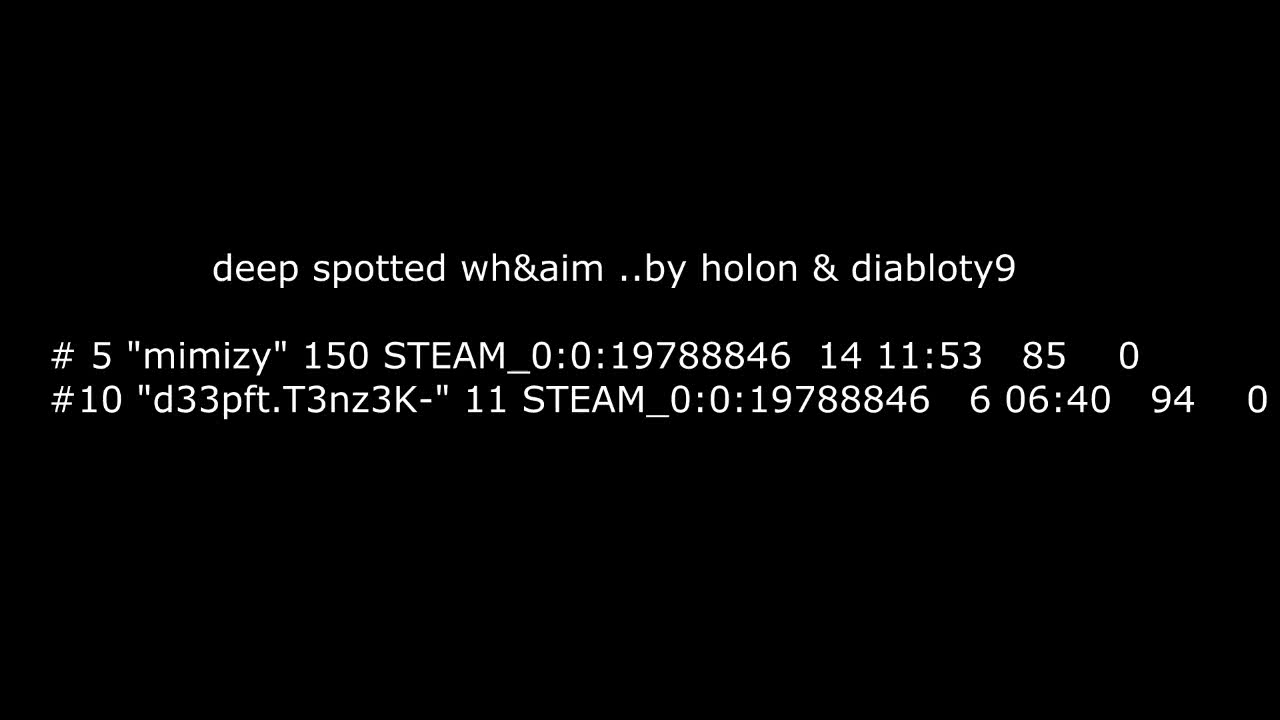 deep spotted wh&aim ..by holon & diabloty9
# 5 "mimizy" 150 STEAM_0:0:19788846 14 11:53 85 0
#10 "d33pft.T3nz3K-" 11 STEAM_0:0:19788846 6 06:40 94 0